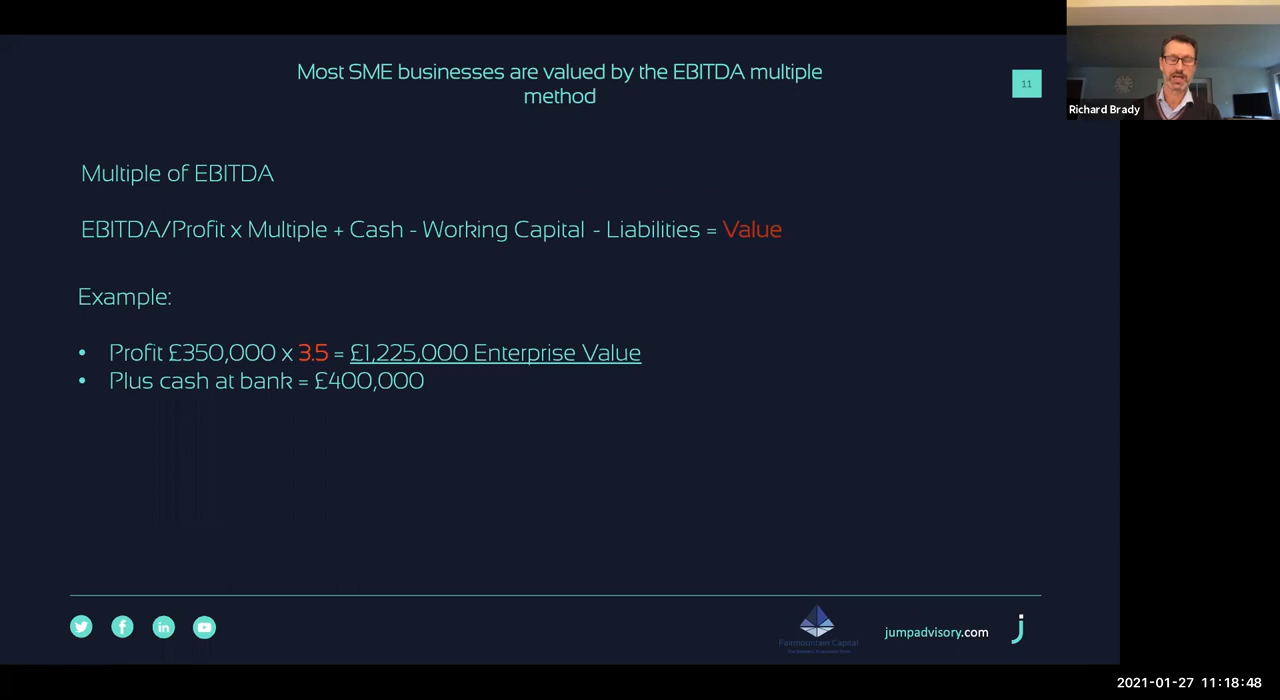 Most SME businesses are valued by the EBITDA multiple
method
11
Richard Brady
Multiple of EBITDA
EBITDA/Profit x Multiple + Cash - Working Capital - Liabilities = Value
Example:
• Profit £350,000 x 3.5 = £1,225,000 Enterprise Value
• Plus cash at bank = £400,000
Fairmountain Capital
jumpadvisory.com
j
2021-01-27 11:18:48